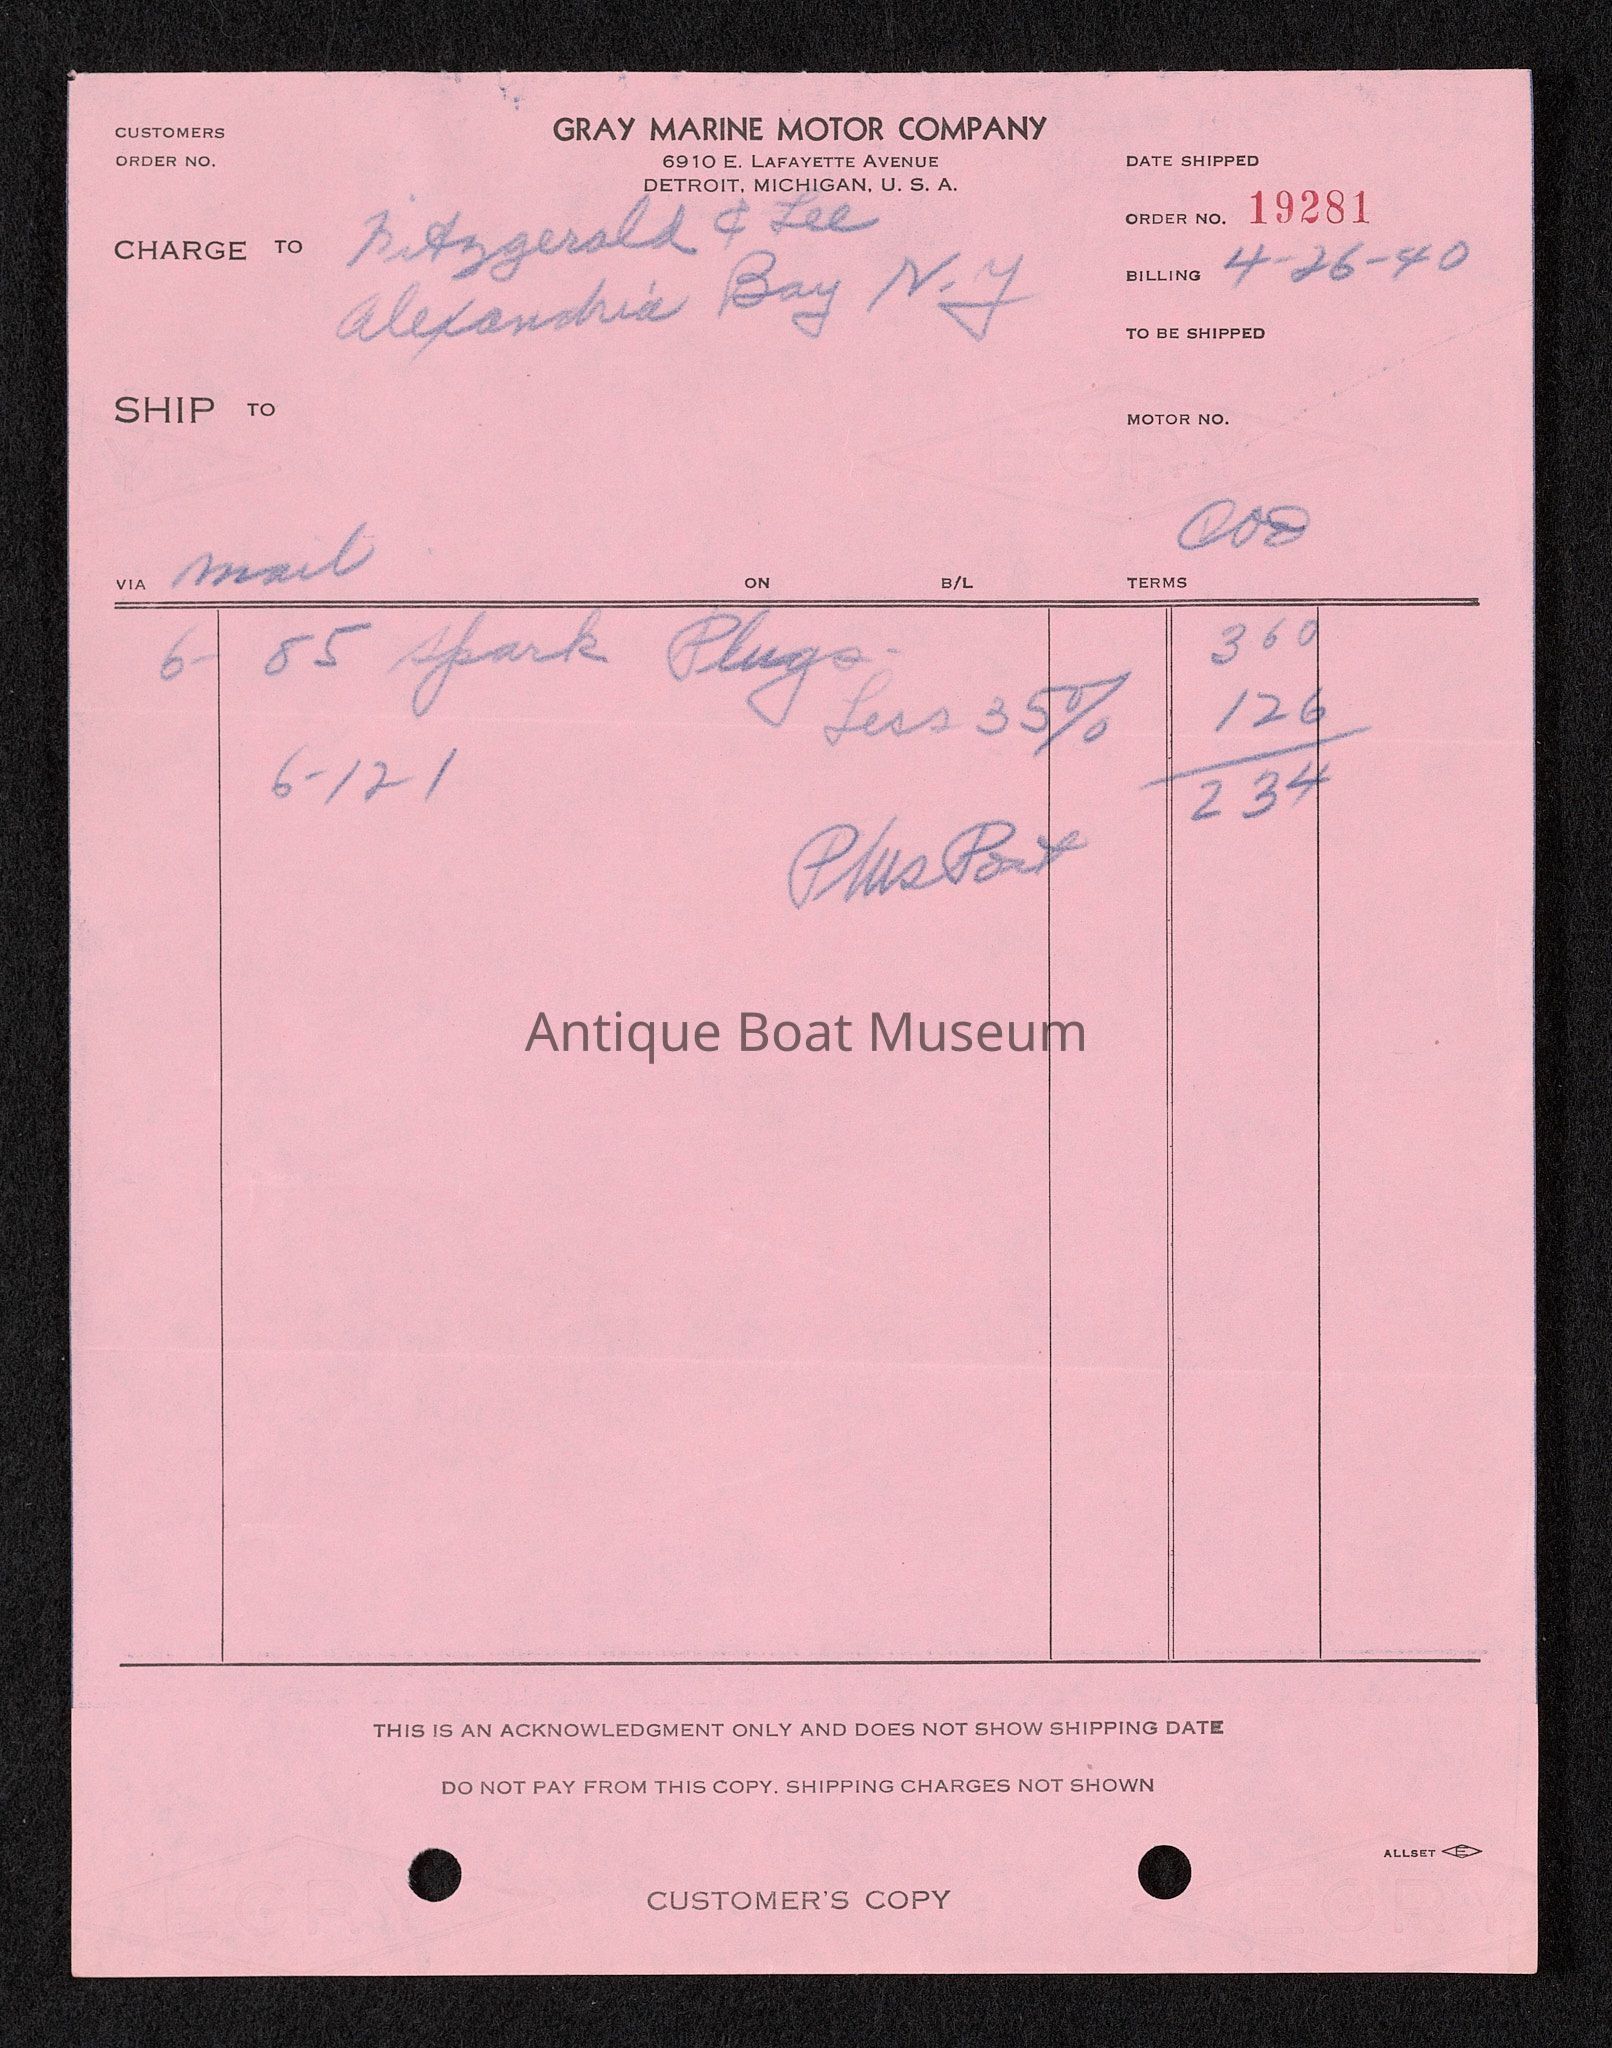 CUSTOMERS
ORDER NO.
GRAY MARINE MOTOR COMPANY
6910 E. LAFAYETTE AVENUE
DETROIT, MICHIGAN, U. S. A.
DATE SHIPPED
ORDER NO. 19281
CHARGE TO Fitzgerald & Lee
Alexandria Bay N.Y
BILLING 4-26-40
TO BE SHIPPED
SHIP TO
MOTOR NO.
VIA mail ON B/L TERMS COD
6- 85 Spark Plugs- 360
Less 35% 126
6-121 234
Plus Post
Antique Boat Museum
THIS IS AN ACKNOWLEDGMENT ONLY AND DOES NOT SHOW SHIPPING DATE
DO NOT PAY FROM THIS COPY. SHIPPING CHARGES NOT SHOWN
ALLSET E
CUSTOMER'S COPY